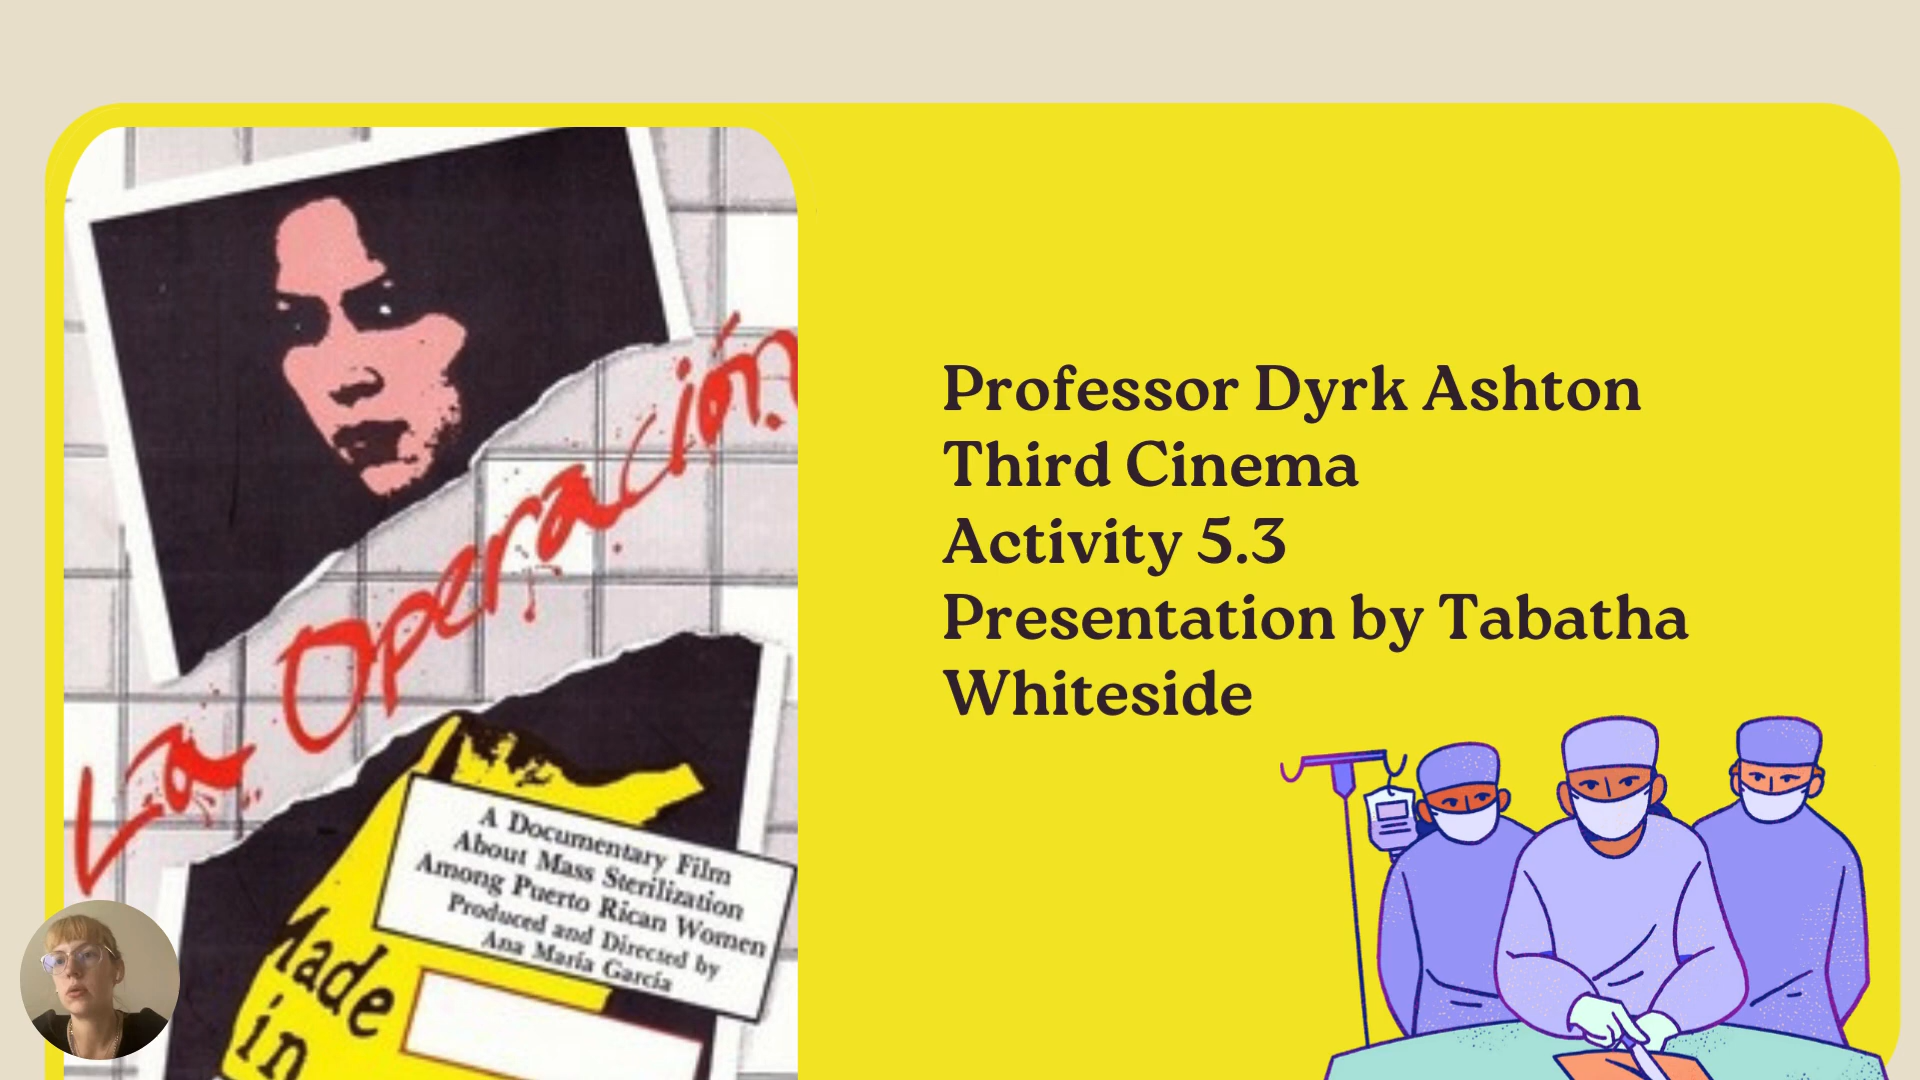 La Operación
A Documentary Film
About Mass Sterilization
Among Puerto Rican Women
Produced and Directed by
Ana María García
Made
in
Professor Dyrk Ashton
Third Cinema
Activity 5.3
Presentation by Tabatha
Whiteside